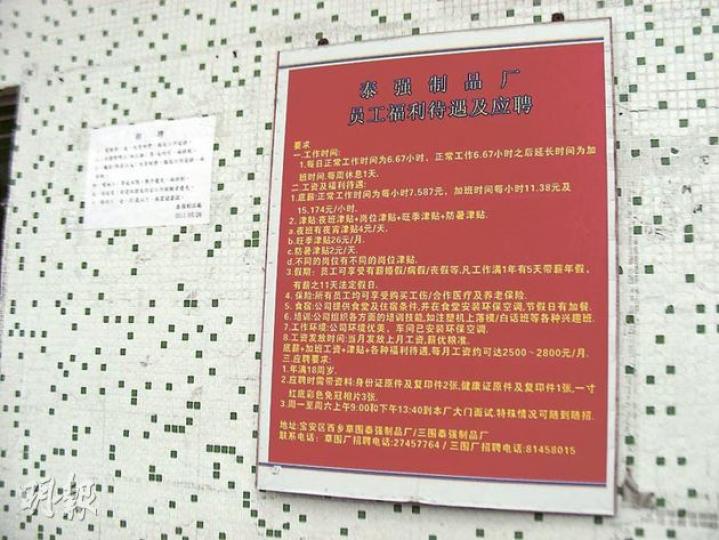 泰强制品厂
员工福利待遇及应聘
要求
一.工作时间:
1.每日正常工作时间为6.67小时，正常工作6.67小时之后延长时间为加
班时间.每周休息1天.
二.工资及福利待遇:
1.底薪:正常工作时间为每小时7.587元，加班时间每小时11.38元及
15.174元/小时.
2.津贴:夜班津贴+岗位津贴+旺季津贴+防暑津贴.
a.夜班有夜宵津贴4元/天.
b.旺季津贴26元/月.
c.防暑津贴2元/天.
d.不同的岗位有不同的岗位津贴.
3.假期：员工可享受有薪婚假/病假/丧假等,凡工作满1年有5天带薪年假,
有薪之11天法定假日.
4.保险:所有员工均可享受购买工伤/合作医疗及养老保险.
5.食宿:公司提供食堂及住宿条件,并在食堂安装环保空调.节假日有加餐.
6.培训:公司组织各方面的培训技能,如注塑机上落模/白话班等各种兴趣班.
7.工作环境:公司环境优美，车间已安装环保空调.
8.工资发放时间:当月发放上月工资,薪优粮准.
底薪+加班工资+津贴+各种福利待遇,每月工资约可达2500~2800元/月.
三.应聘要求:
1.年满18周岁.
2.应聘时需带资料:身份证原件及复印件2张,健康证原件及复印件1张,一寸
红底彩色免冠相片3张.
3.周一至周六上午9:00和下午13:40到本厂大门面试,特殊情况可随到随招.
地址:宝安区西乡草围泰强制品厂/三围泰强制品厂
联系电话：草围厂招聘电话:27457764 / 三围厂招聘电话:81458015
明報